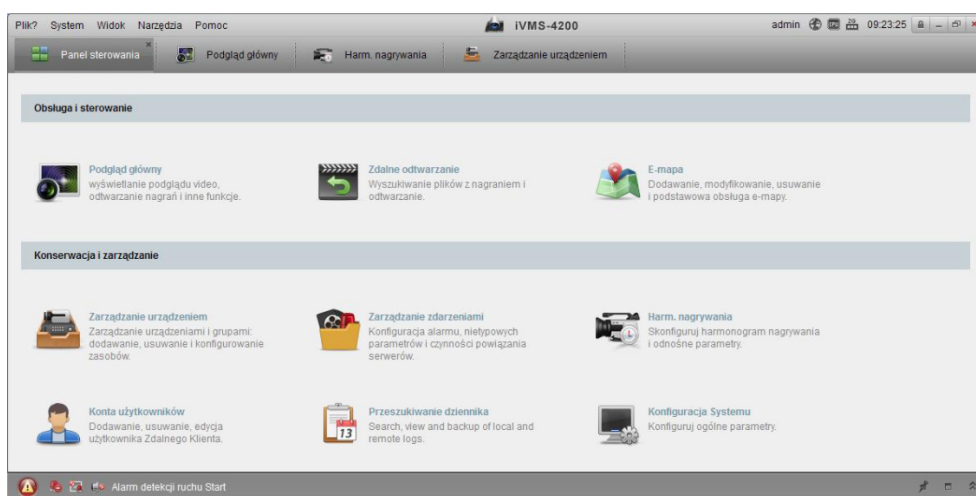 Plik? System Widok Narzędzia Pomoc iVMS-4200 admin 09:23:25
Panel sterowania Podgląd główny Harm. nagrywania Zarządzanie urządzeniem
Obsługa i sterowanie
Podgląd główny
wyświetlanie podglądu video,
odtwarzanie nagrań i inne funkcje.
Zdalne odtwarzanie
Wyszukiwanie plików z nagraniem i
odtwarzanie.
E-mapa
Dodawanie, modyfikowanie, usuwanie
i podstawowa obsługa e-mapy.
Konserwacja i zarządzanie
Zarządzanie urządzeniem
Zarządzanie urządzeniami i grupami:
dodawanie, usuwanie i konfigurowanie
zasobów.
Zarządzanie zdarzeniami
Konfiguracja alarmu, nietypowych
parametrów i czynności powiązania
serwerów.
Harm. nagrywania
Skonfiguruj harmonogram nagrywania
i odnośne parametry.
Konta użytkowników
Dodawanie, usuwanie, edycja
użytkownika Zdalnego Klienta.
13
Przeszukiwanie dziennika
Search, view and backup of local and
remote logs.
Konfiguracja Systemu
Konfiguruj ogólne parametry.
Alarm detekcji ruchu Start